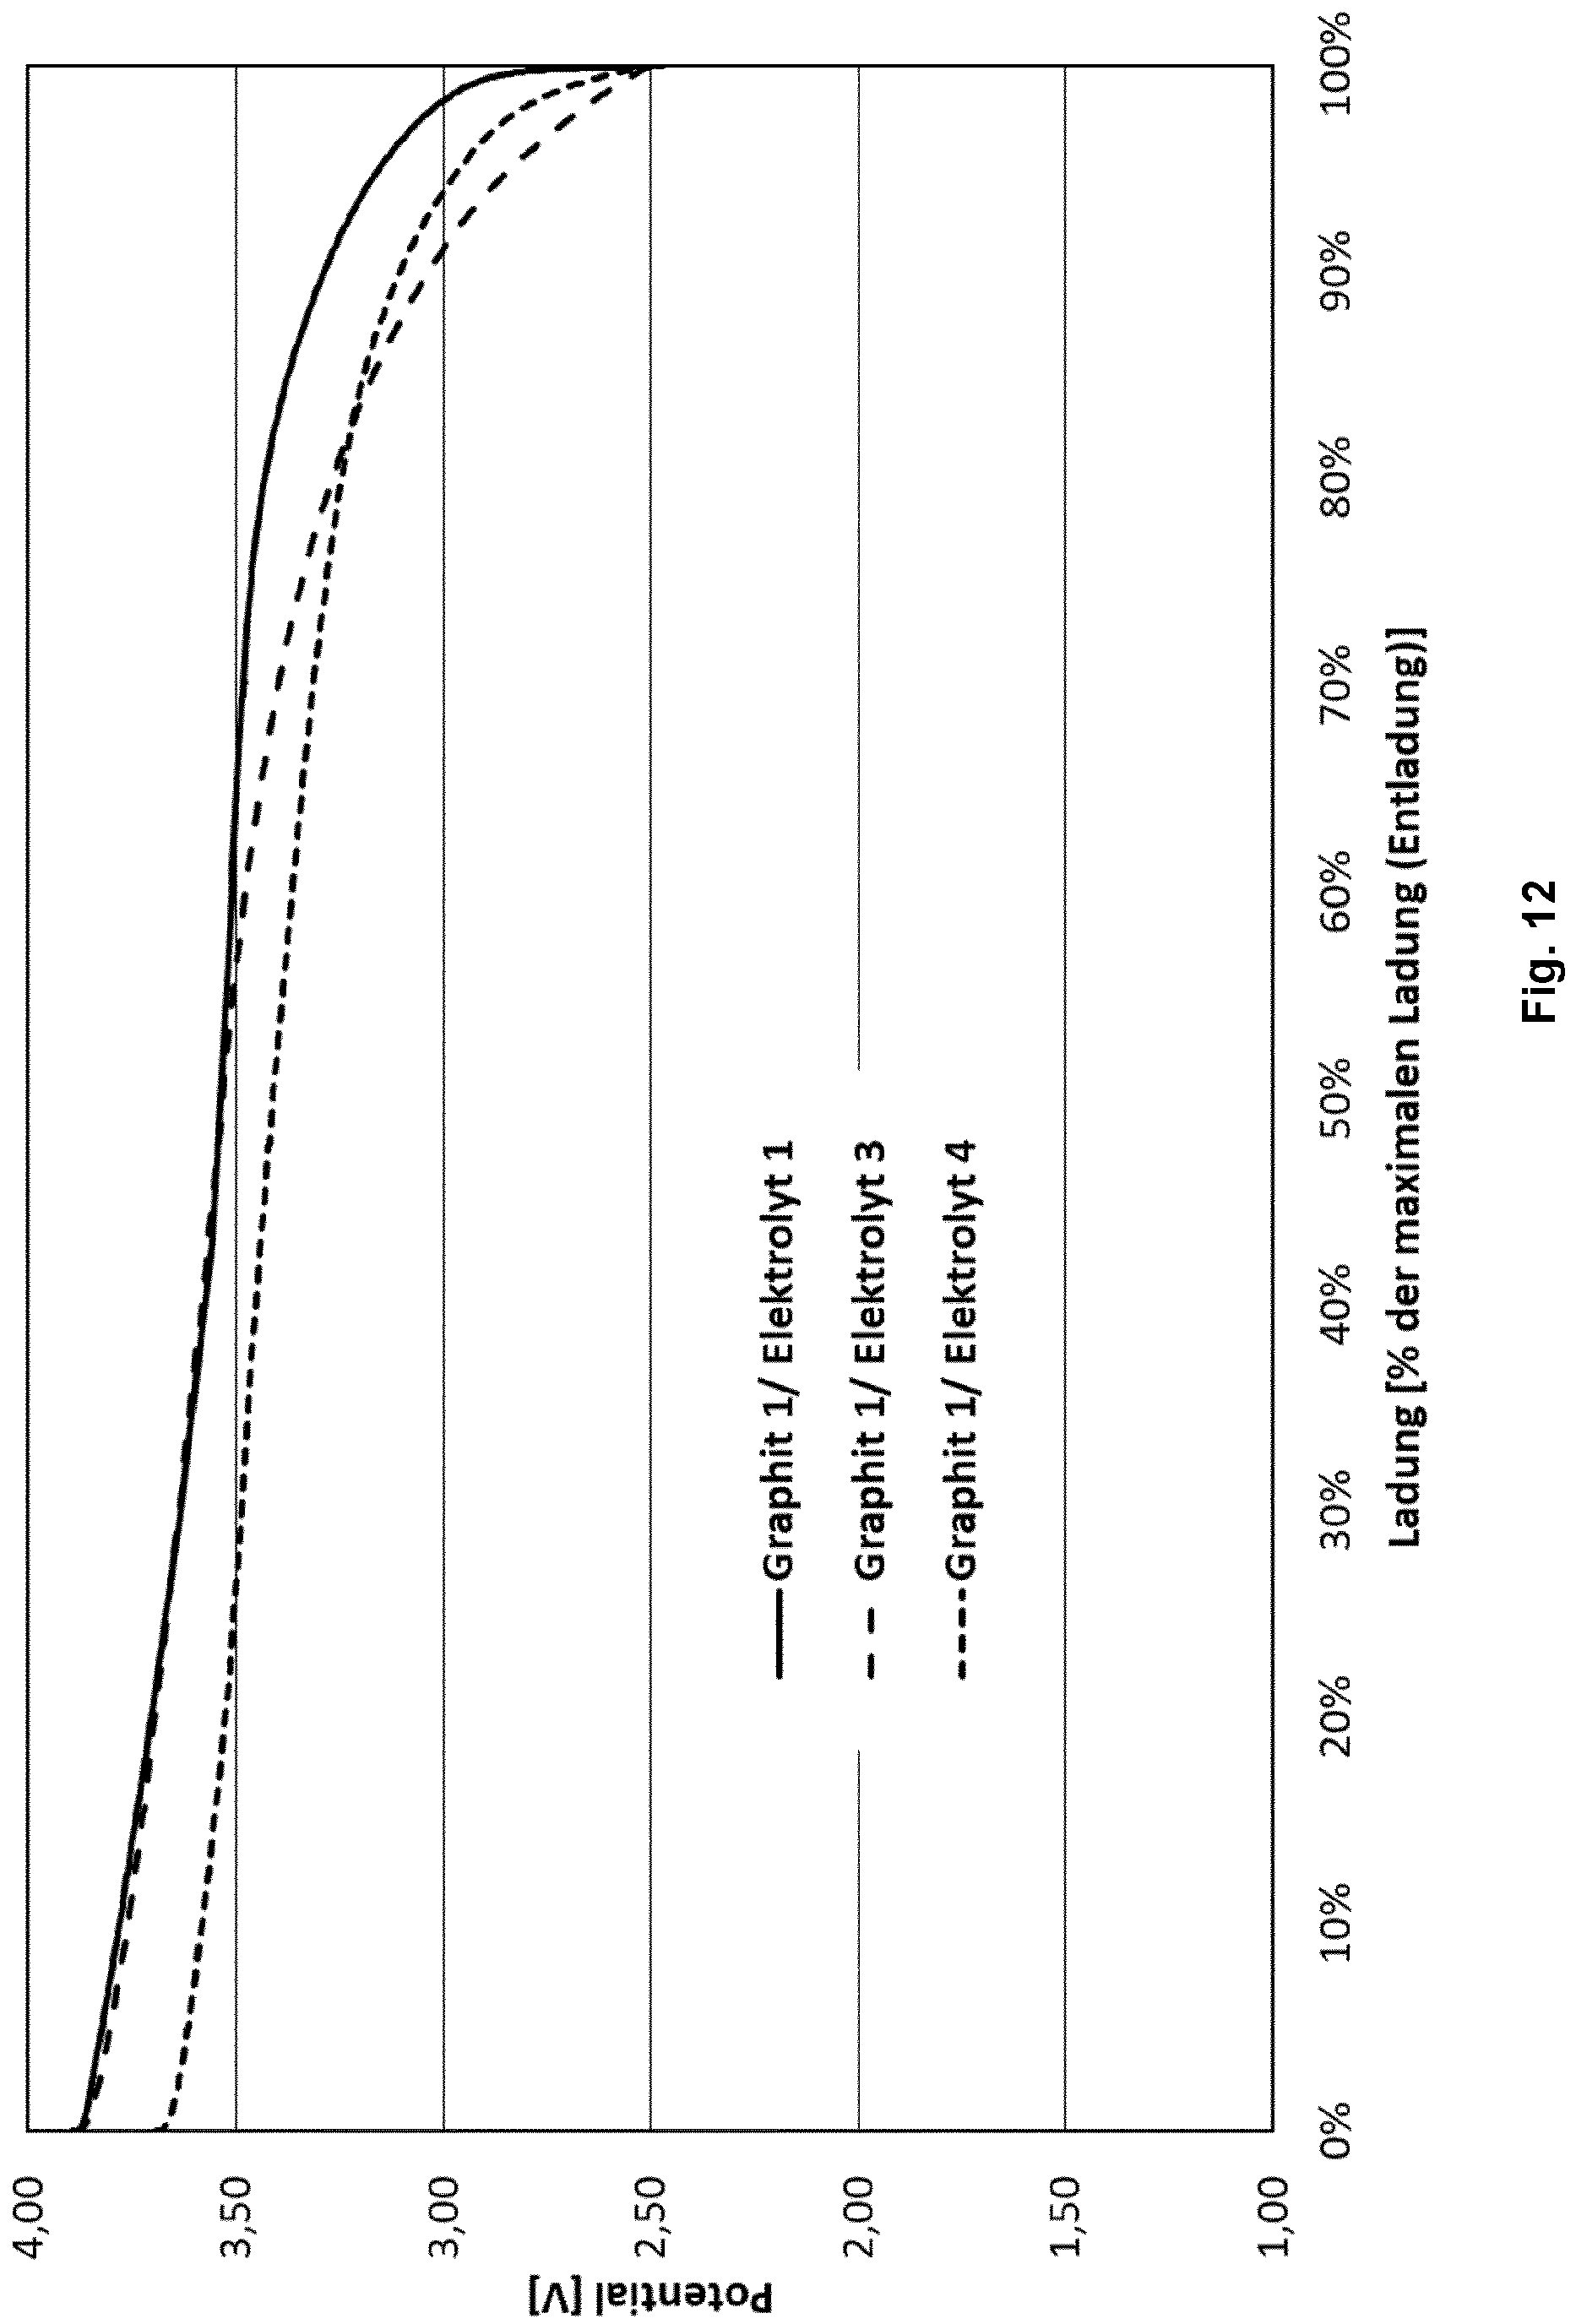 4,00
3,50
3,00
2,50
2,00
1,50
1,00
Potential [V]
Graphit 1/ Elektrolyt 1
Graphit 1/ Elektrolyt 3
Graphit 1/ Elektrolyt 4
0% 10% 20% 30% 40% 50% 60% 70% 80% 90% 100%
Ladung [% der maximalen Ladung (Entladung)]
Fig. 12